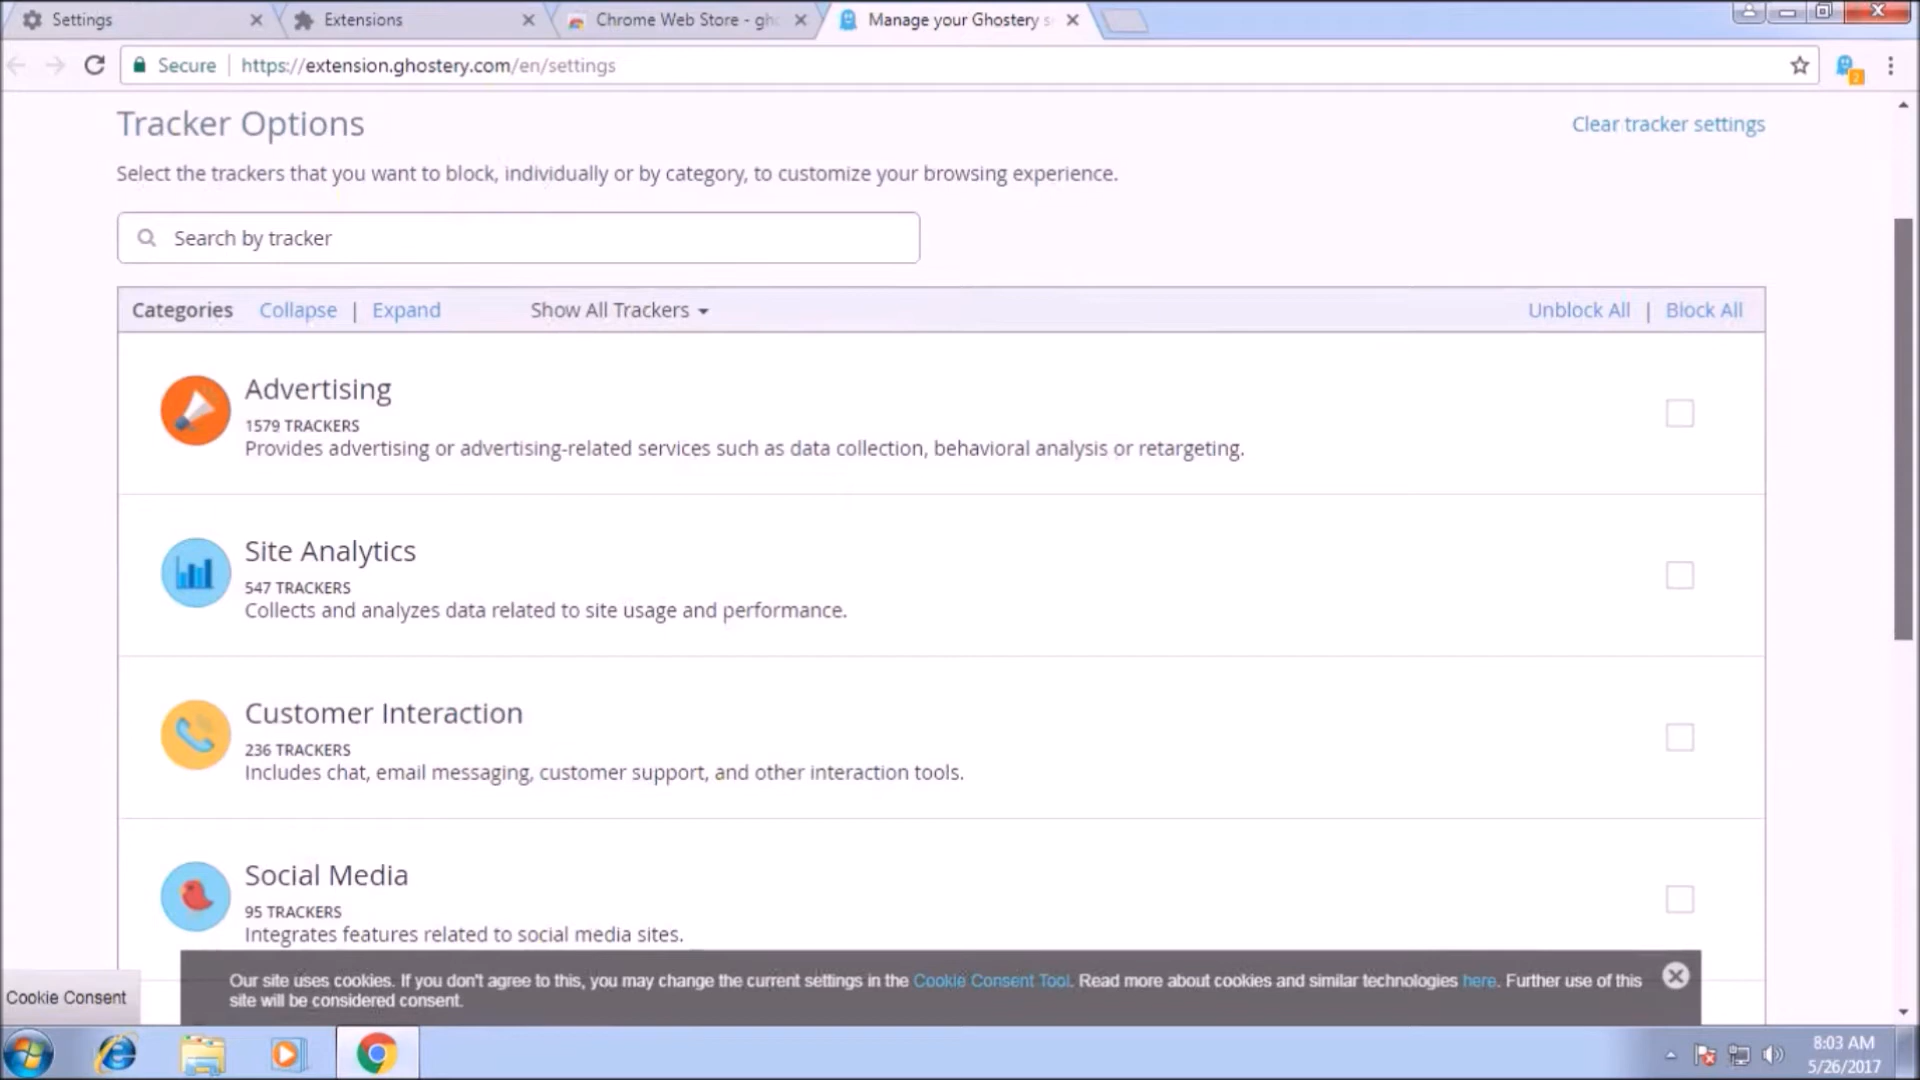 Settings
Extensions
Chrome Web Store - gh
Manage your Ghostery s
Secure
https://extension.ghostery.com/en/settings
2
Tracker Options
Clear tracker settings
Select the trackers that you want to block, individually or by category, to customize your browsing experience.
Search by tracker
Categories Collapse | Expand Show All Trackers Unblock All | Block All
Advertising
1579 TRACKERS
Provides advertising or advertising-related services such as data collection, behavioral analysis or retargeting.
Site Analytics
547 TRACKERS
Collects and analyzes data related to site usage and performance.
Customer Interaction
236 TRACKERS
Includes chat, email messaging, customer support, and other interaction tools.
Social Media
95 TRACKERS
Integrates features related to social media sites.
Our site uses cookies. If you don't agree to this, you may change the current settings in the Cookie Consent Tool. Read more about cookies and similar technologies here. Further use of this
site will be considered consent.
Cookie Consent
8:03 AM
5/26/2017